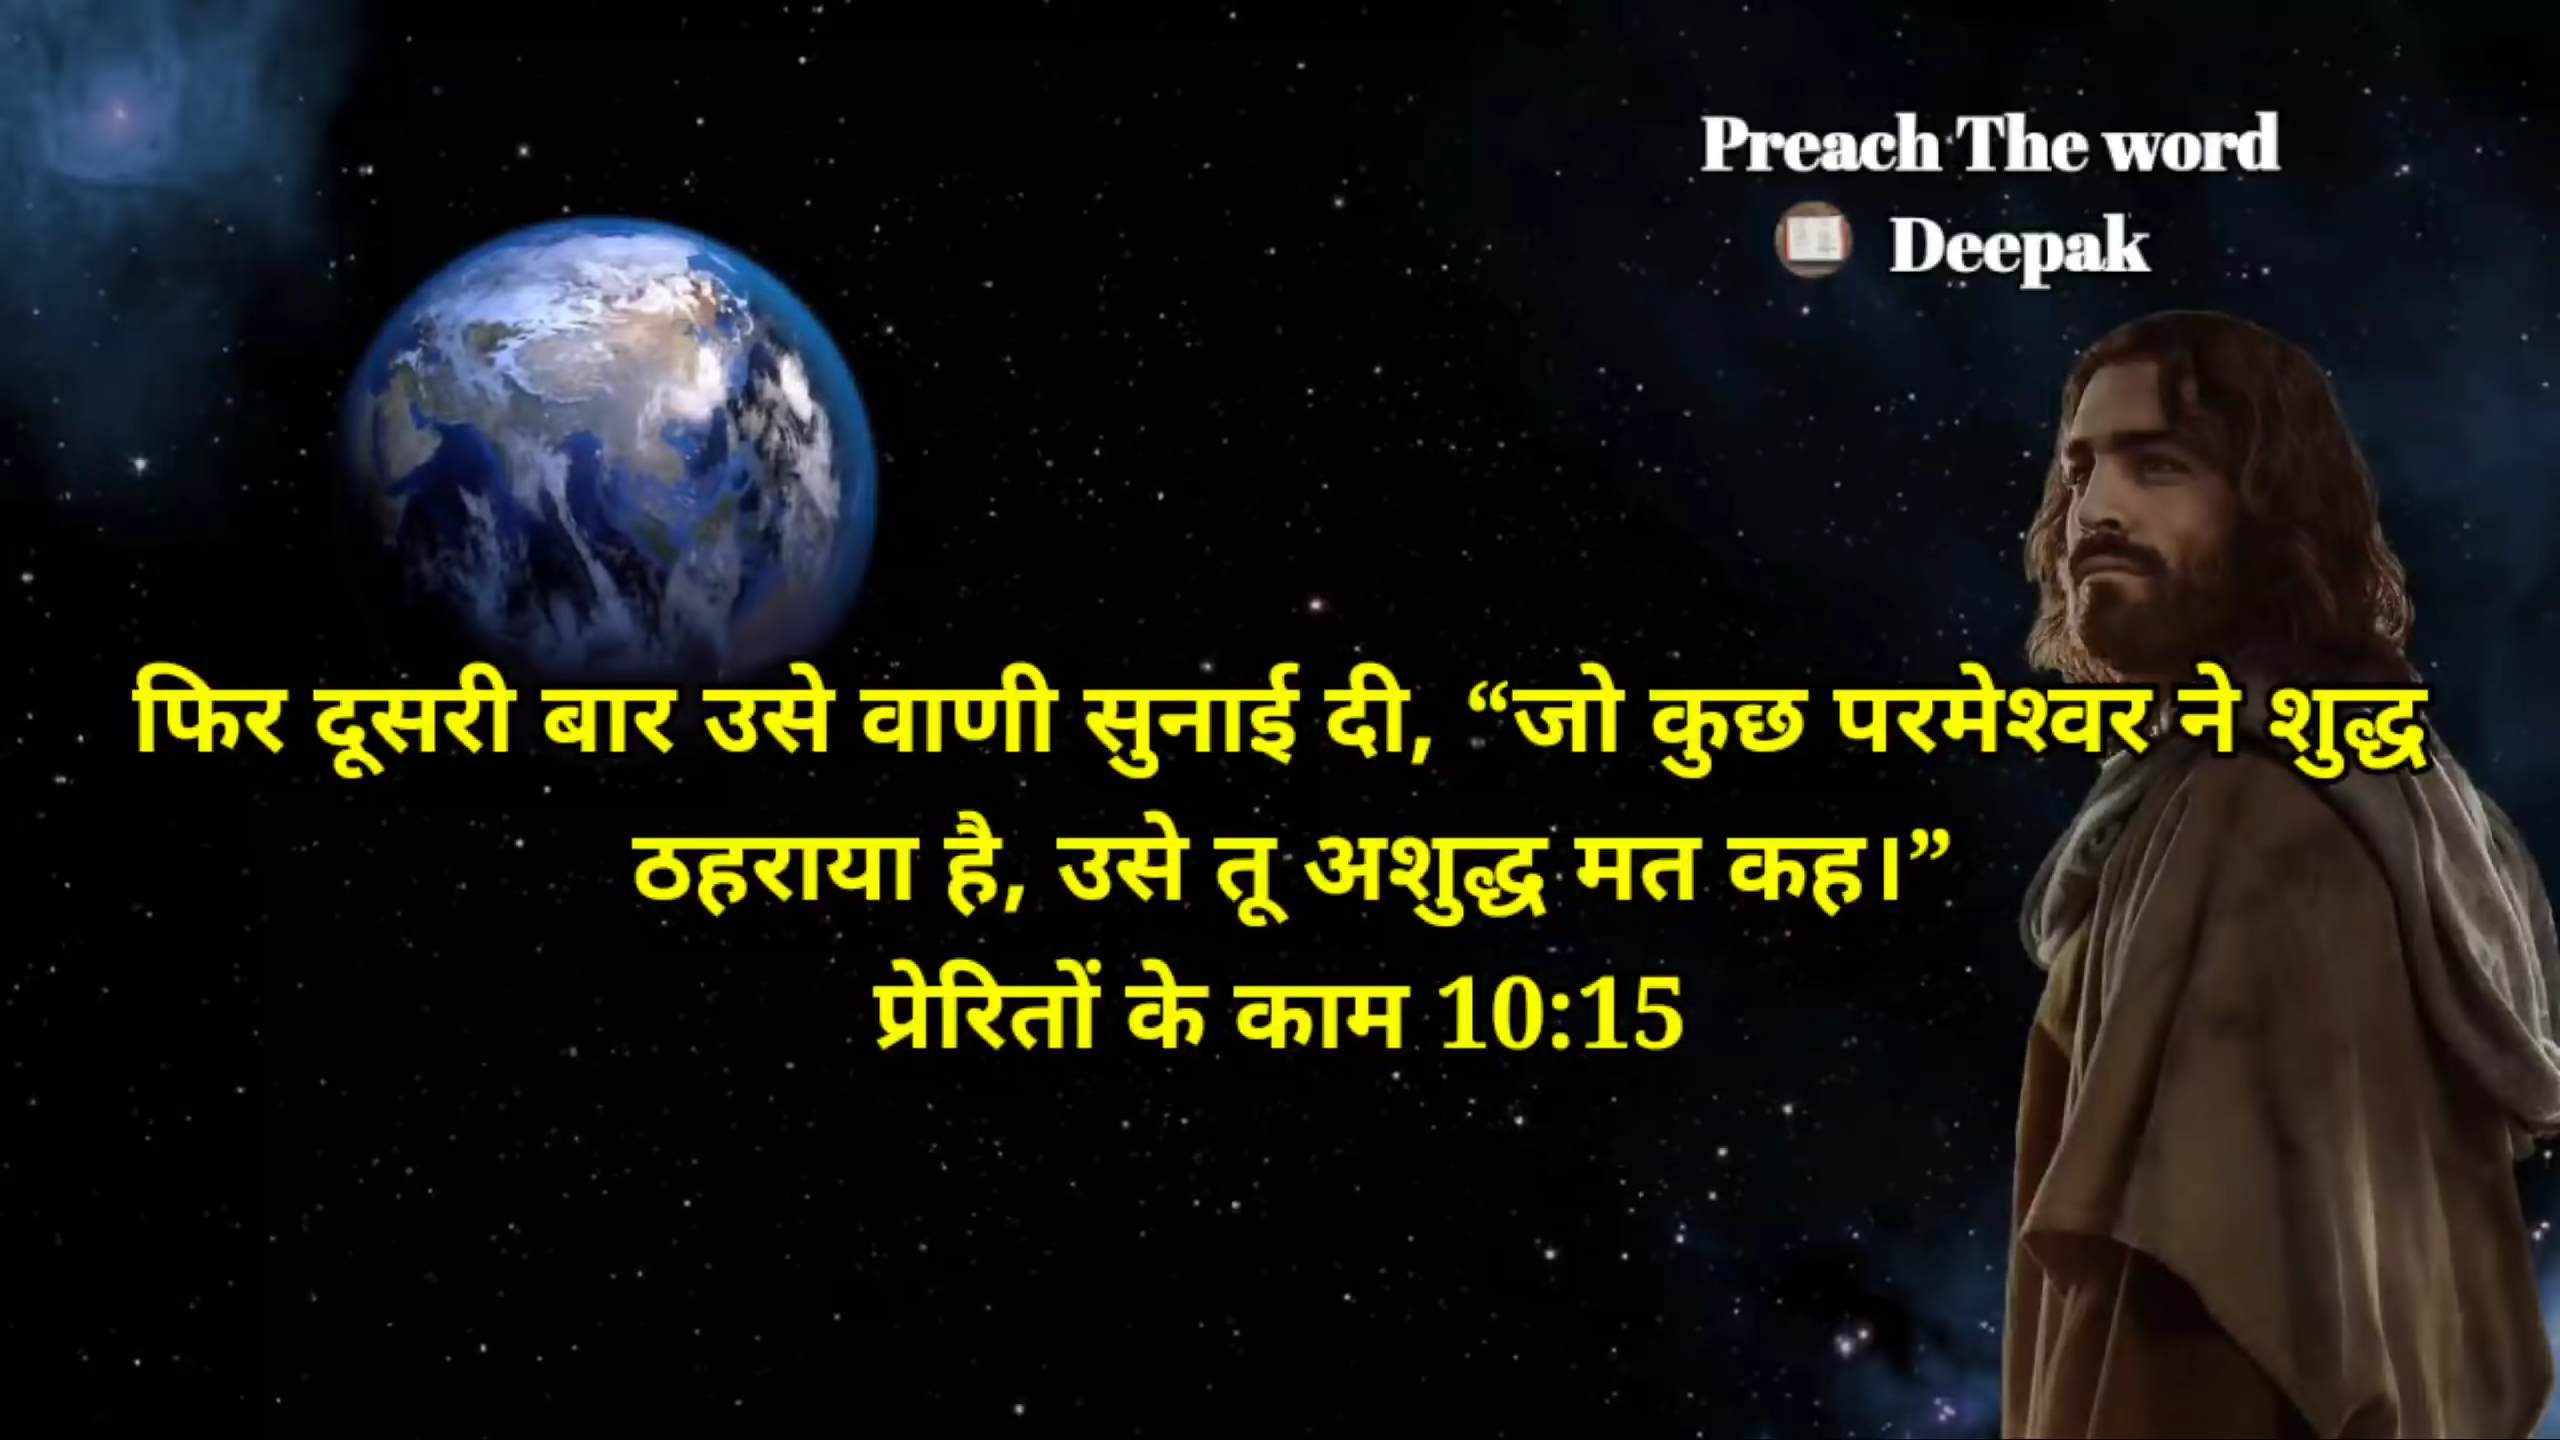 Preach The word
Deepak
फिर दूसरी बार उसे वाणी सुनाई दी, “जो कुछ परमेश्वर ने शुद्ध
ठहराया है, उसे तू अशुद्ध मत कह।”
प्रेरितों के काम 10:15